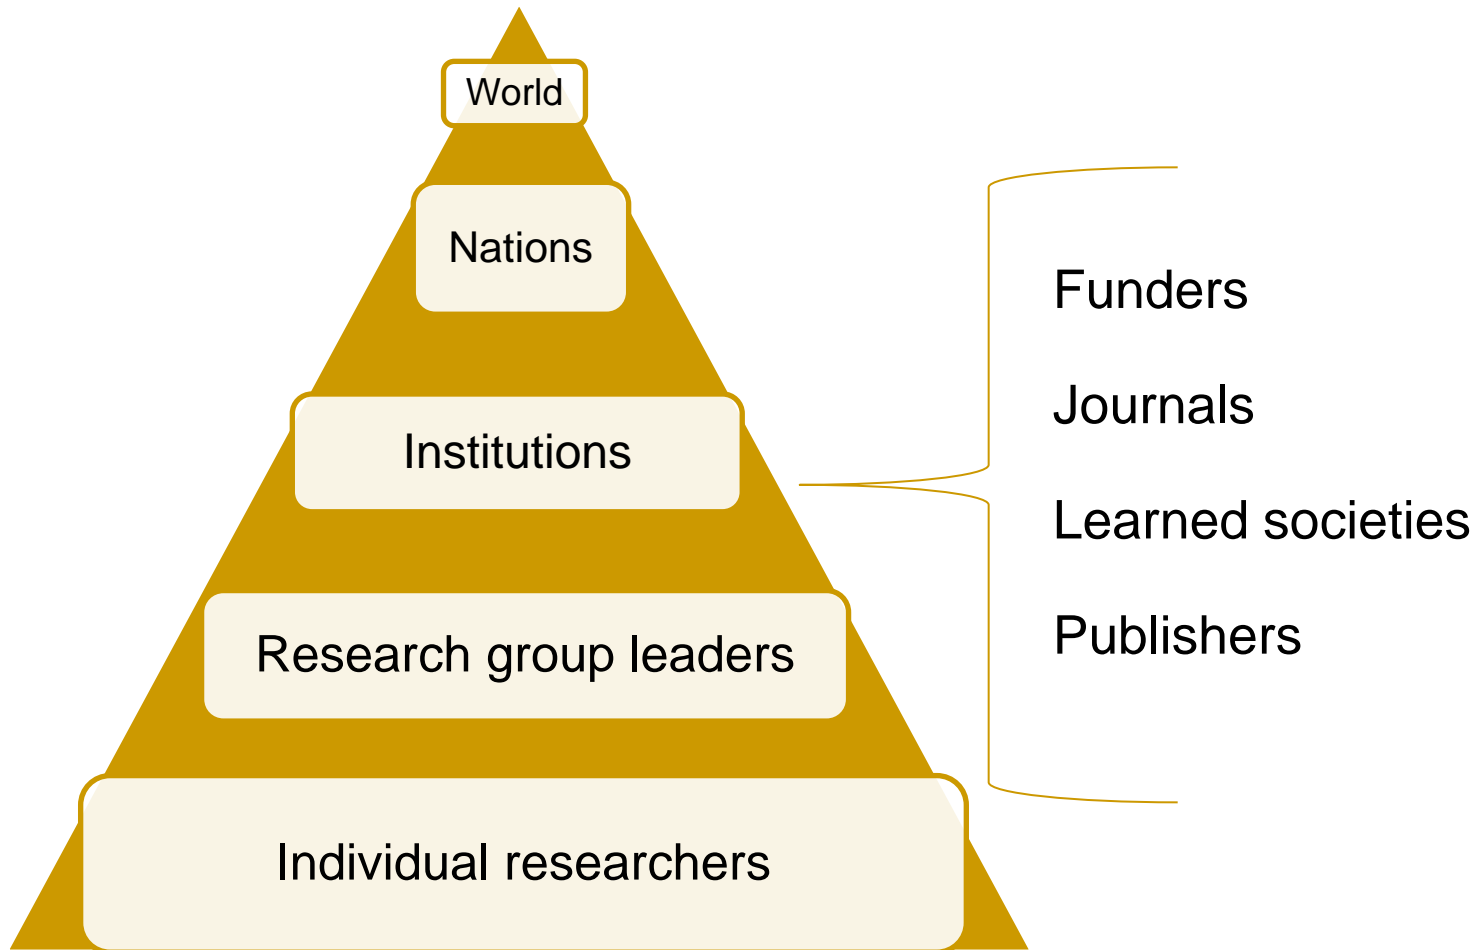 World
Nations
Institutions
Research group leaders
Individual researchers
Funders
Journals
Learned societies
Publishers